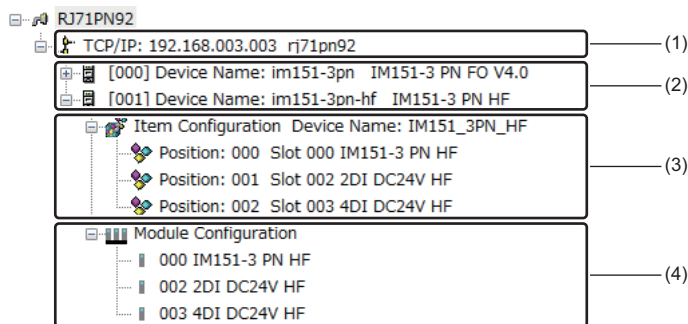 RJ71PN92
TCP/IP: 192.168.003.003 rj71pn92
(1)
[000] Device Name: im151-3pn IM151-3 PN FO V4.0
[001] Device Name: im151-3pn-hf IM151-3 PN HF
(2)
Item Configuration Device Name: IM151_3PN_HF
Position: 000 Slot 000 IM151-3 PN HF
Position: 001 Slot 002 2DI DC24V HF
Position: 002 Slot 003 4DI DC24V HF
(3)
Module Configuration
000 IM151-3 PN HF
002 2DI DC24V HF
003 4DI DC24V HF
(4)